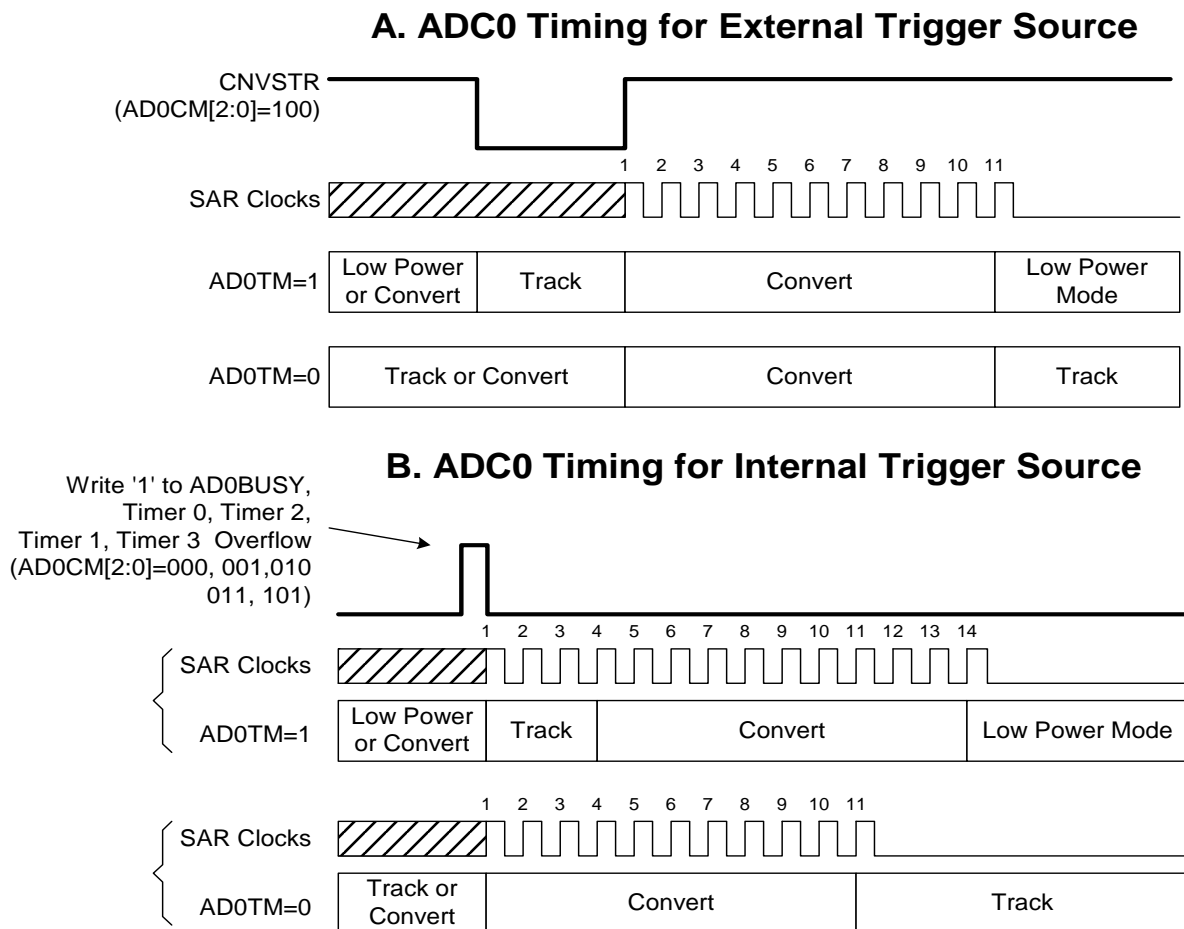 A. ADC0 Timing for External Trigger Source
CNVSTR
(AD0CM[2:0]=100)
1 2 3 4 5 6 7 8 9 10 11
SAR Clocks
AD0TM=1
Low Power
or Convert
Track
Convert
Low Power
Mode
AD0TM=0
Track or Convert
Convert
Track
B. ADC0 Timing for Internal Trigger Source
Write '1' to AD0BUSY,
Timer 0, Timer 2,
Timer 1, Timer 3 Overflow
(AD0CM[2:0]=000, 001,010
011, 101)
1 2 3 4 5 6 7 8 9 10 11 12 13 14
SAR Clocks
AD0TM=1
Low Power
or Convert
Track
Convert
Low Power Mode
1 2 3 4 5 6 7 8 9 10 11
SAR Clocks
AD0TM=0
Track or
Convert
Convert
Track